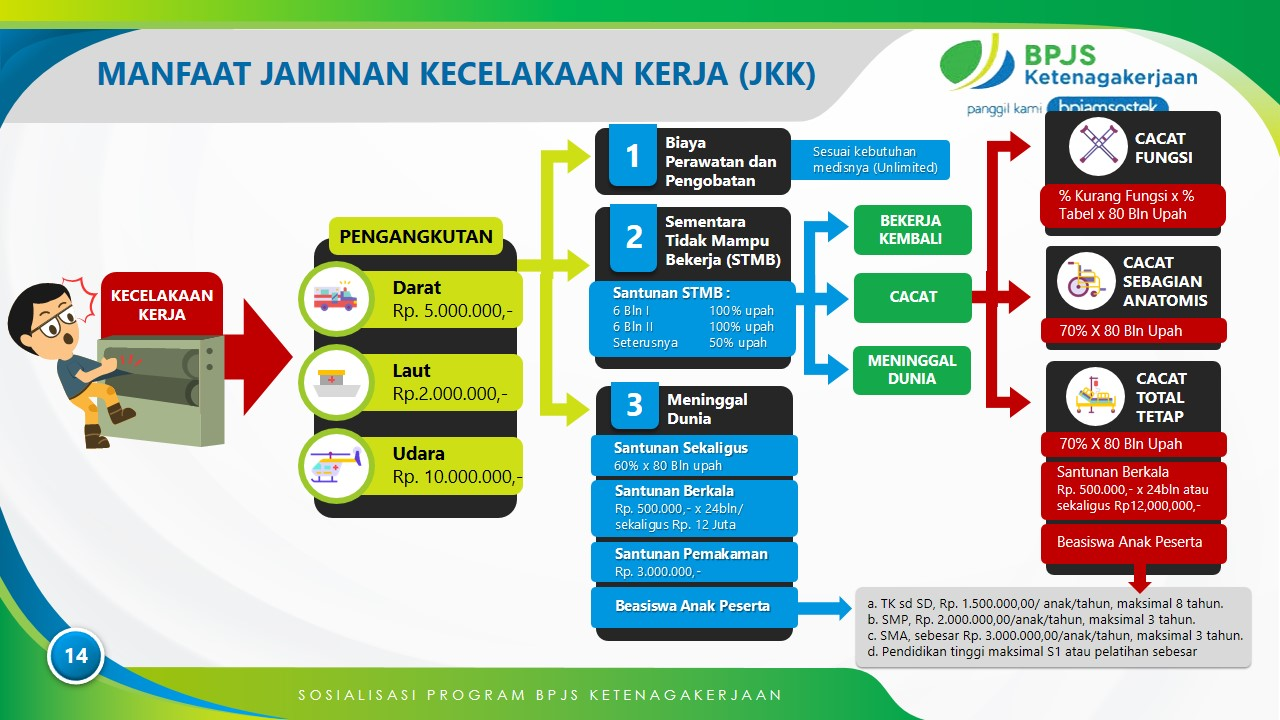 MANFAAT JAMINAN KECELAKAAN KERJA (JKK)
BPJS
Ketenagakerjaan
panggil kami bpjamsostek
KECELAKAAN
KERJA
PENGANGKUTAN
Darat
Rp. 5.000.000,-
Laut
Rp.2.000.000,-
Udara
Rp. 10.000.000,-
1
Biaya
Perawatan dan
Pengobatan
Sesuai kebutuhan
medisnya (Unlimited)
2
Sementara
Tidak Mampu
Bekerja (STMB)
Santunan STMB :
6 Bln I 100% upah
6 Bln II 100% upah
Seterusnya 50% upah
BEKERJA
KEMBALI
CACAT
MENINGGAL
DUNIA
3
Meninggal
Dunia
Santunan Sekaligus
60% x 80 Bln upah
Santunan Berkala
Rp. 500.000,- x 24bln/
sekaligus Rp. 12 Juta
Santunan Pemakaman
Rp. 3.000.000,-
Beasiswa Anak Peserta
CACAT
FUNGSI
% Kurang Fungsi x %
Tabel x 80 Bln Upah
CACAT
SEBAGIAN
ANATOMIS
70% X 80 Bln Upah
CACAT
TOTAL
TETAP
70% X 80 Bln Upah
Santunan Berkala
Rp. 500.000,- x 24bln atau
sekaligus Rp12,000,000,-
Beasiswa Anak Peserta
a. TK sd SD, Rp. 1.500.000,00/ anak/tahun, maksimal 8 tahun.
b. SMP, Rp. 2.000.000,00/anak/tahun, maksimal 3 tahun.
c. SMA, sebesar Rp. 3.000.000,00/anak/tahun, maksimal 3 tahun.
d. Pendidikan tinggi maksimal S1 atau pelatihan sebesar
14
SOSIALISASI PROGRAM BPJS KETENAGAKERJAAN